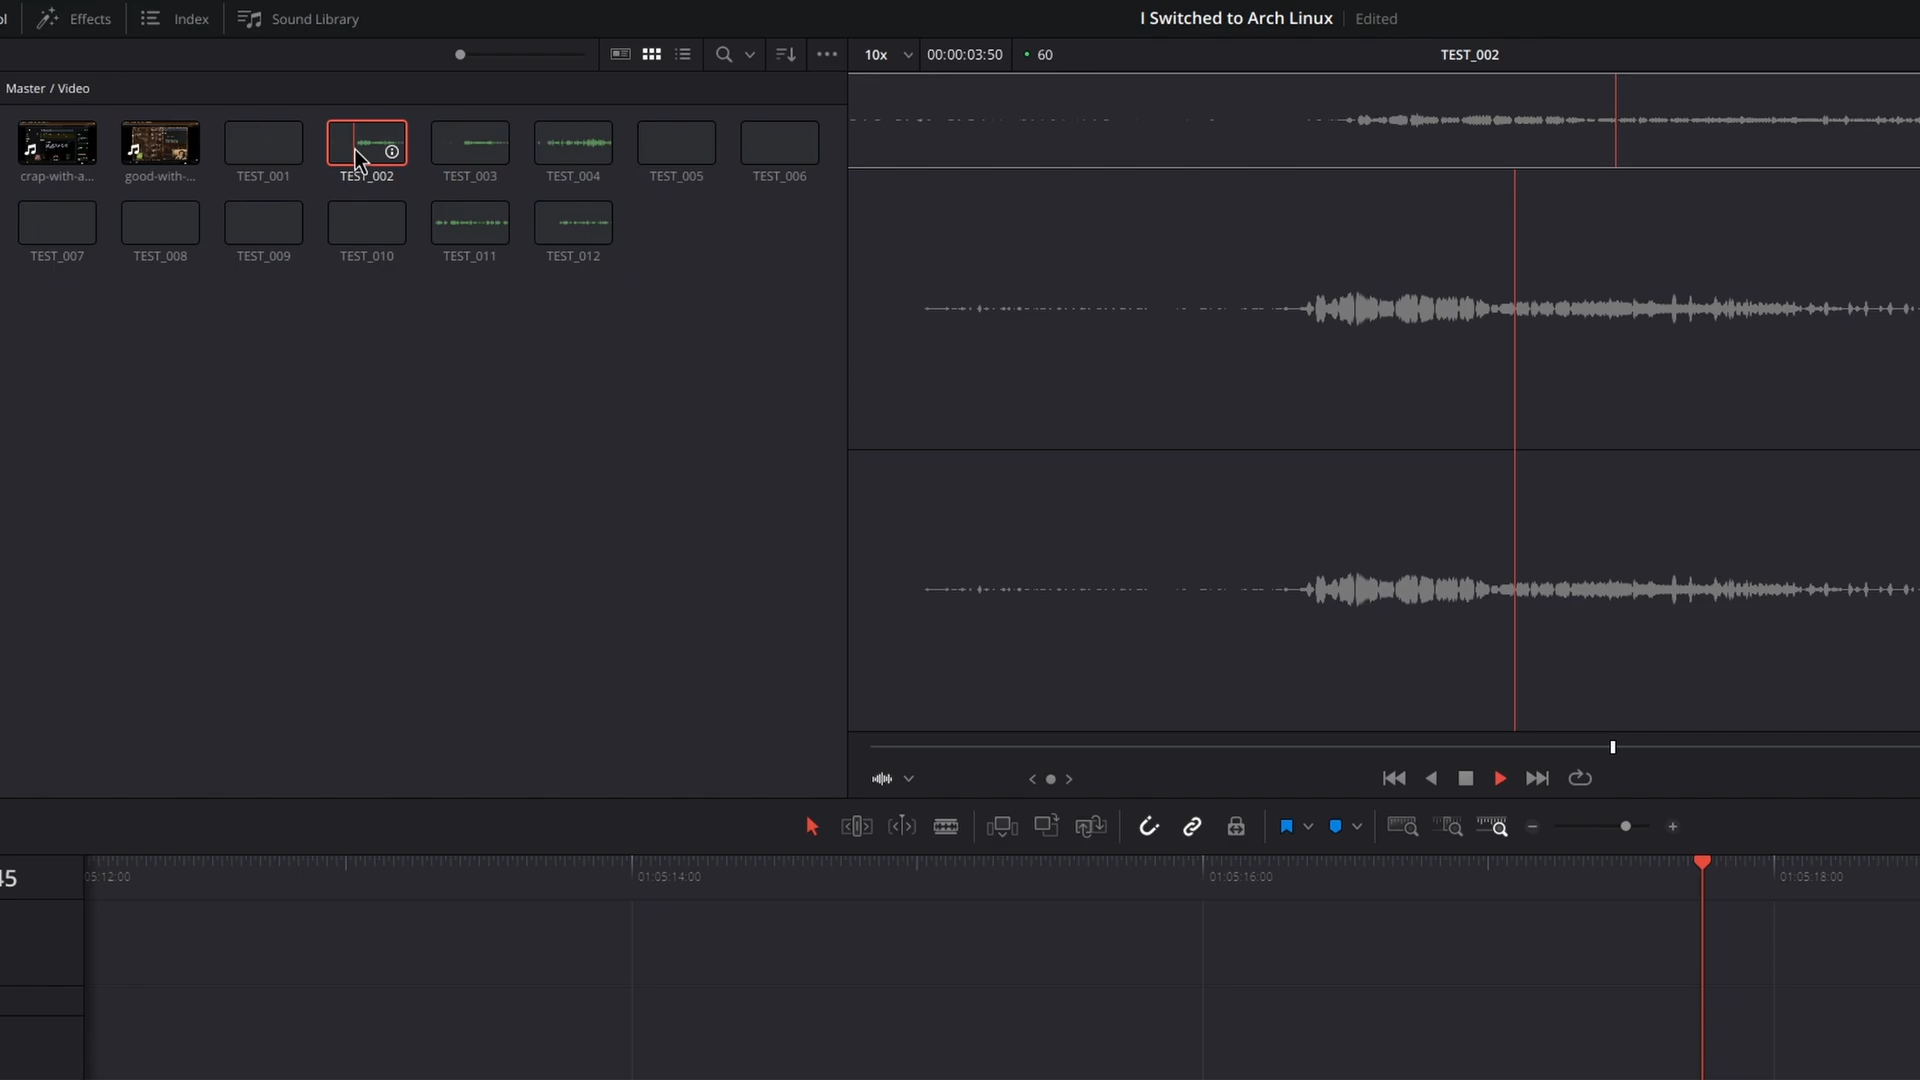 Effects
Index
Sound Library
I Switched to Arch Linux
Edited
10x
00:00:03:50
60
TEST_002
Master / Video
crap-with-a...
good-with-...
TEST_001
TEST_002
TEST_003
TEST_004
TEST_005
TEST_006
TEST_007
TEST_008
TEST_009
TEST_010
TEST_011
TEST_012
45
05:12:00
01:05:14:00
01:05:16:00
01:05:18:00